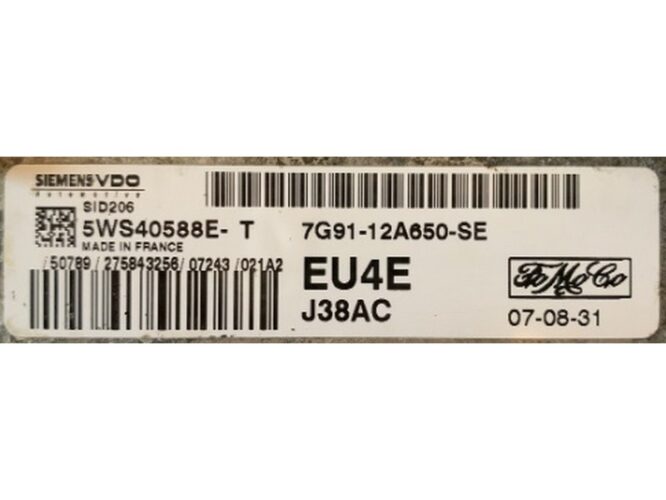 SIEMENS VDO
Automotive
SID206
5WS40588E- T
MADE IN FRANCE
/50789/275843256/07243/021A2
7G91-12A650-SE
EU4E
J38AC
FoMoCo
07-08-31